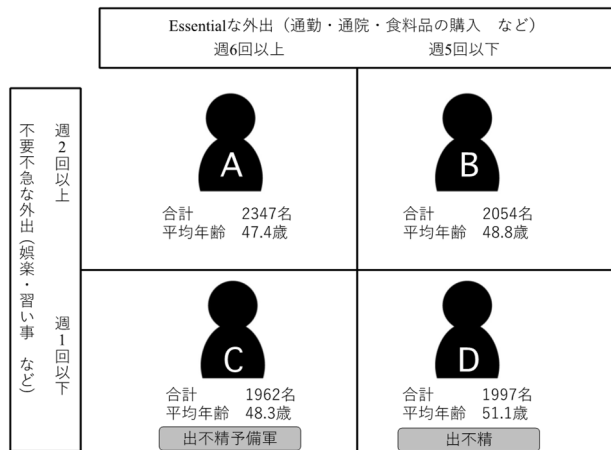 Essentialな外出（通勤・通院・食料品の購入　など）
週6回以上
週5回以下
不要不急な外出(娯楽・習い事　など)
週2回以上
週1回以下
A
合計　2347名
平均年齢　47.4歳
B
合計　2054名
平均年齢　48.8歳
C
合計　1962名
平均年齢　48.3歳
出不精予備軍
D
合計　1997名
平均年齢　51.1歳
出不精